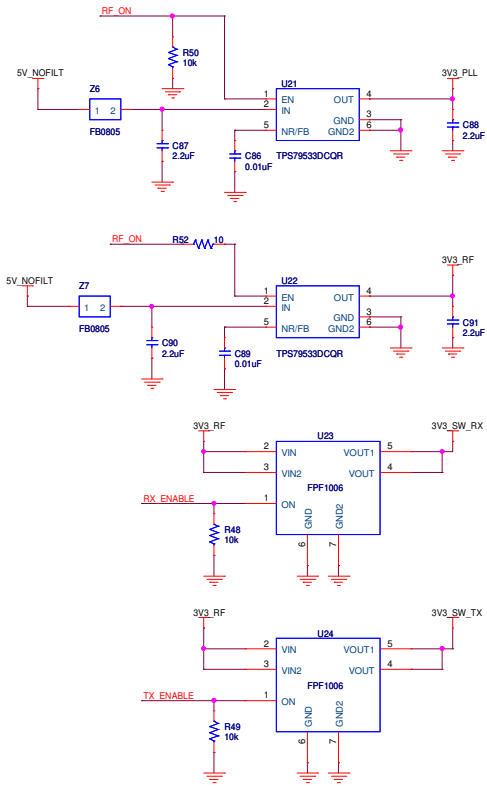 RF_ON
R50
10k
5V_NOFILT
Z6
1 2
FB0805
C87
2.2uF
C86
0.01uF
U21
1 EN OUT 4
2 IN
GND 3
5 NR/FB GND2 6
TPS79533DCQR
3V3_PLL
C88
2.2uF
RF_ON
R52 10
5V_NOFILT
Z7
1 2
FB0805
C90
2.2uF
C89
0.01uF
U22
1 EN OUT 4
2 IN
GND 3
5 NR/FB GND2 6
TPS79533DCQR
3V3_RF
C91
2.2uF
3V3_RF
U23
3V3_SW_RX
2 VIN VOUT1 5
3 VIN2 VOUT 4
FPF1006
RX_ENABLE
1 ON
GND GND2
6 7
R48
10k
3V3_RF
U24
3V3_SW_TX
2 VIN VOUT1 5
3 VIN2 VOUT 4
FPF1006
TX_ENABLE
1 ON
GND GND2
6 7
R49
10k